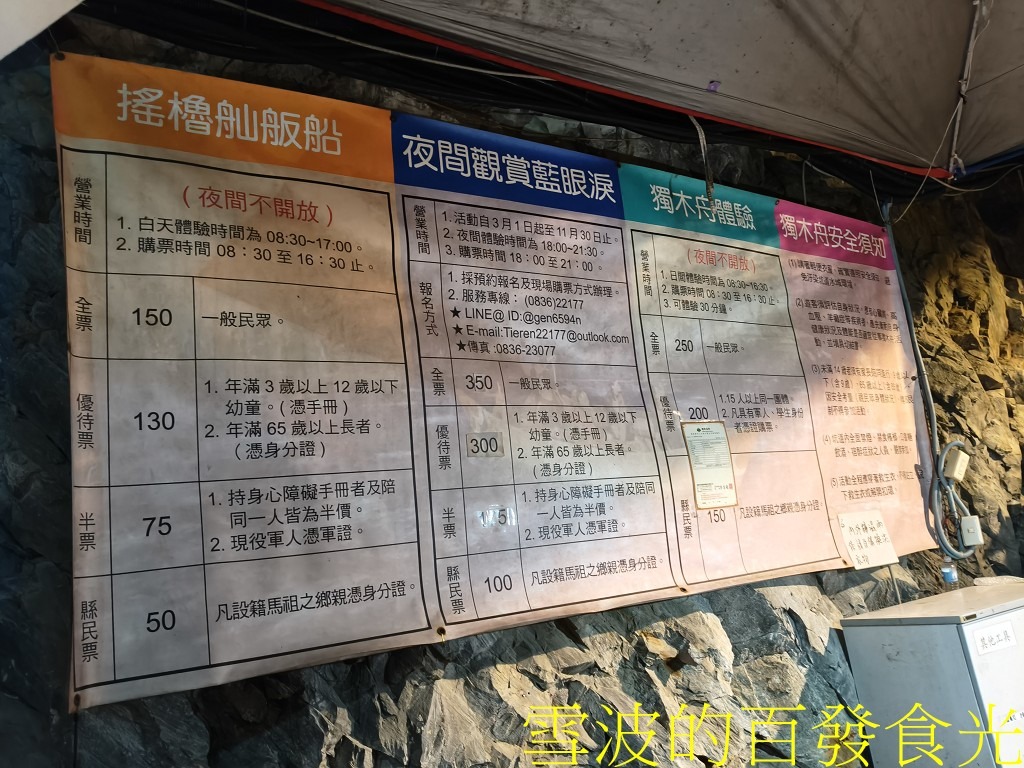 搖櫓舢舨船
營業時間
(夜間不開放)
1. 白天體驗時間為 08:30~17:00。
2. 購票時間 08：30 至 16：30 止。
全票
150
一般民眾。
優待票
130
1. 年滿 3 歲以上 12 歲以下
幼童。(憑手冊)
2. 年滿 65 歲以上長者。
(憑身分證)
半票
75
1. 持身心障礙手冊者及陪
同一人皆為半價。
2. 現役軍人憑軍證。
縣民票
50
凡設籍馬祖之鄉親憑身分證。
夜間觀賞藍眼淚
營業時間
1. 活動自3月1日起至11月30日止。
2. 夜間體驗時間為 18:00~21:30。
3. 購票時間 18：00 至 21：00。
報名方式
1. 採預約報名及現場購票方式辦理。
2. 服務專線： (0836)22177
★ LINE@ ID:@gen6594n
★ E-mail:Tieren22177@outlook.com
★傳真 :0836-23077
全票
350
一般民眾。
優待票
300
1. 年滿 3 歲以上 12 歲以下
幼童。(憑手冊)
2. 年滿 65 歲以上長者。
(憑身分證)
半票
1. 持身心障礙手冊者及陪同
一人皆為半價。
2. 現役軍人憑軍證。
縣民票
100
凡設籍馬祖之鄉親憑身分證。
獨木舟體驗
營業時間
(夜間不開放)
1. 日間體驗時間為 08:30~16:30。
2. 購票時間 08：30 至 16：30 止。
3. 可體驗 30 分鐘。
全票
250
一般民眾。
優待票
200
1.15 人以上同一團體。
2. 凡具有軍人、學生身份
者憑證購票。
縣民票
150
凡設籍馬祖之鄉親憑身分證。
獨木舟安全須知
(5) 活動全程應穿著救生衣，
其他工具
雪波的百發食光